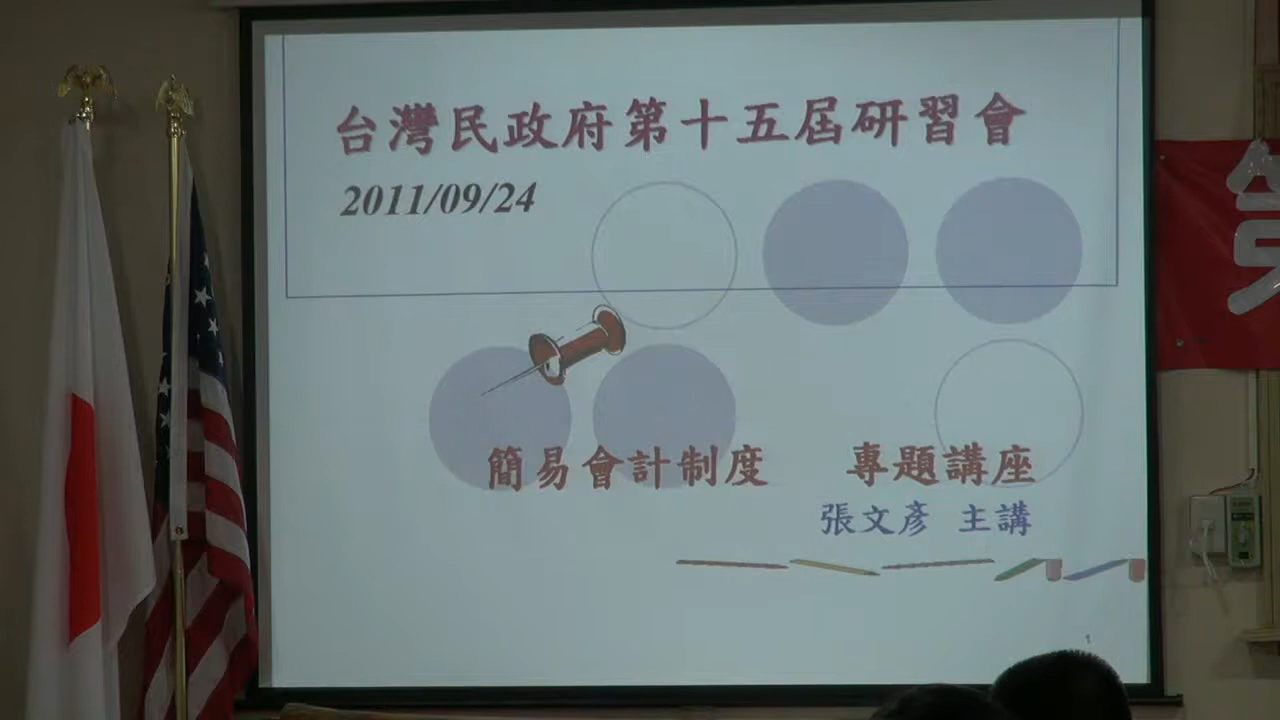 台灣民政府第十五屆研習會
2011/09/24
簡易會計制度 專題講座
張文彥 主講
1